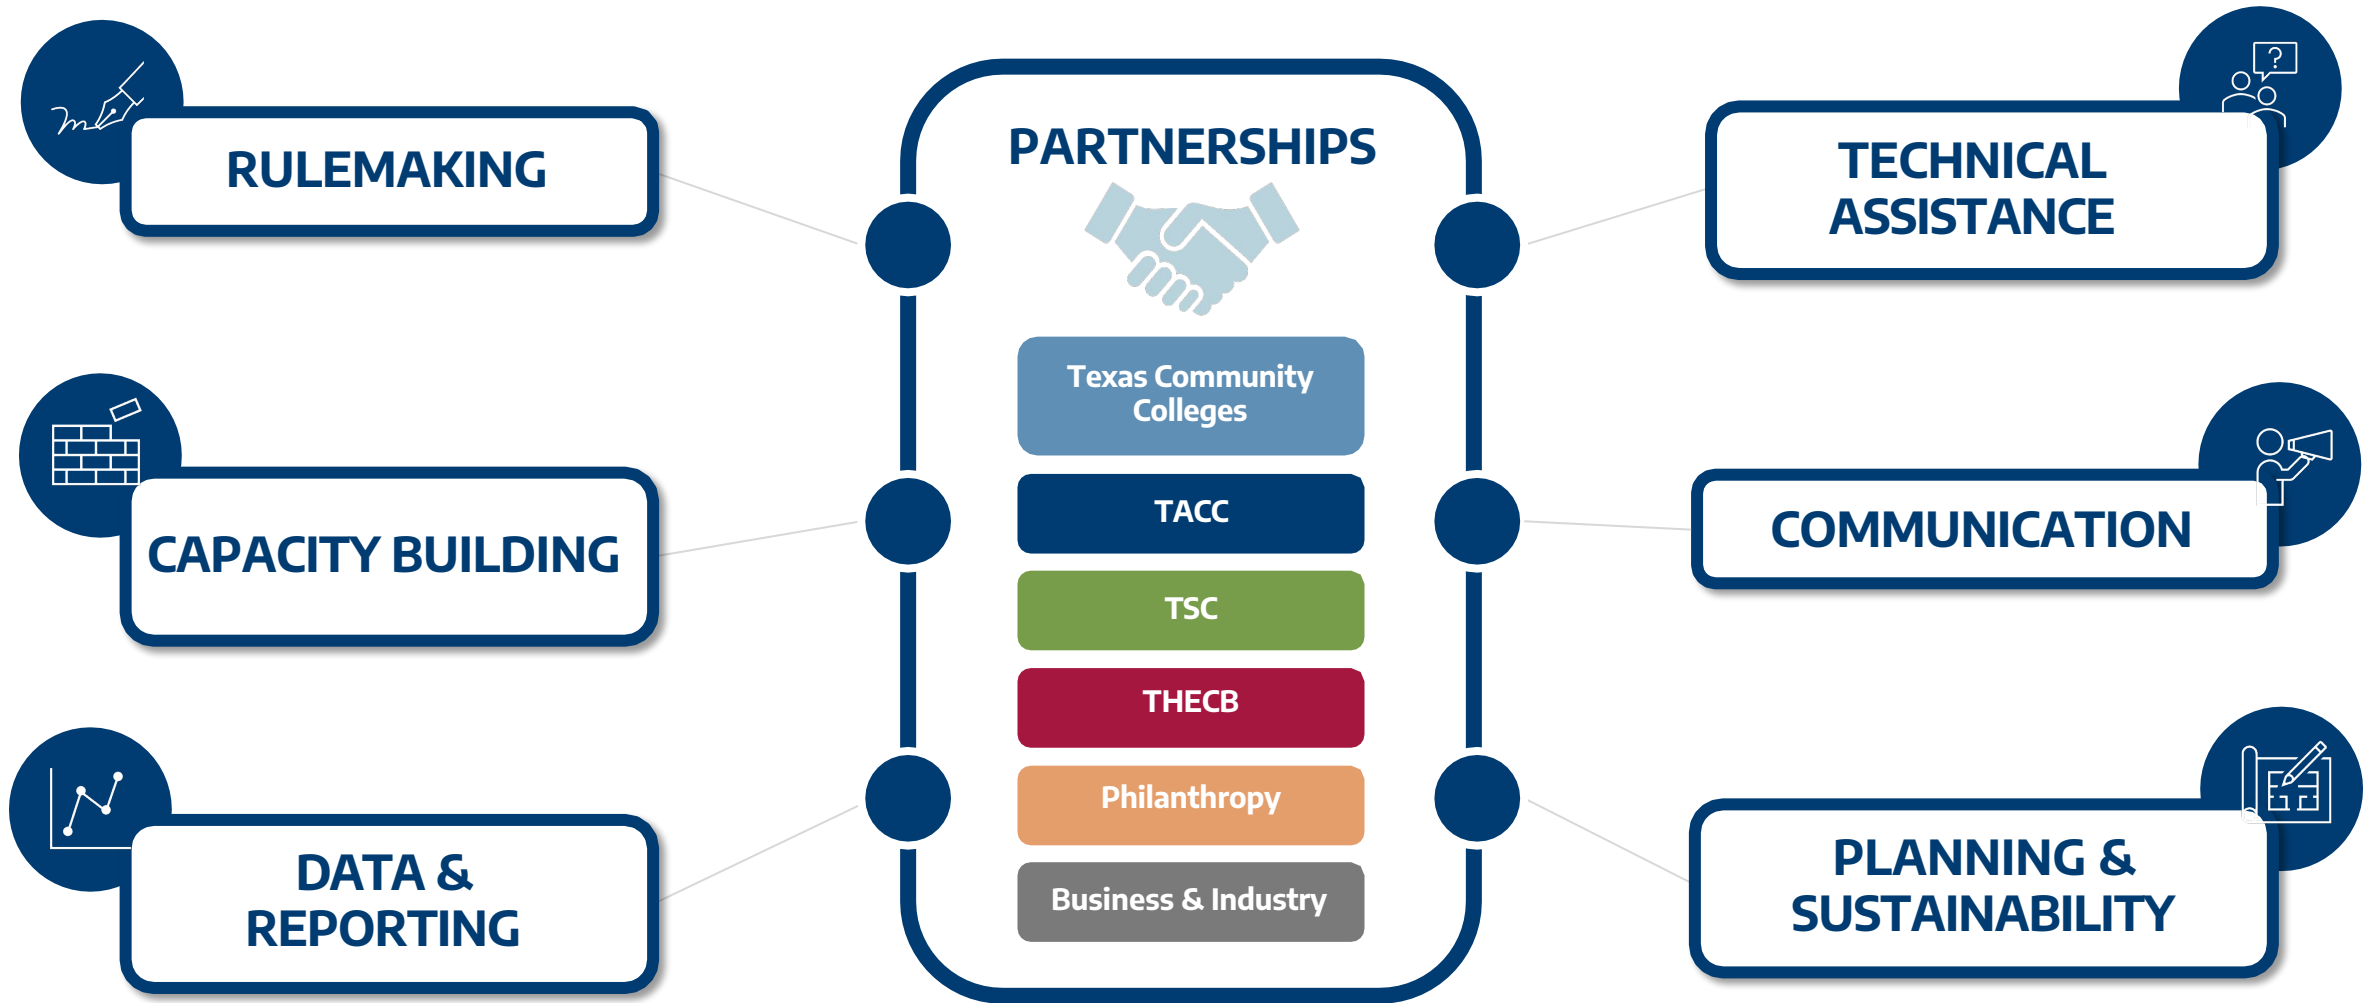 RULEMAKING
CAPACITY BUILDING
DATA &
REPORTING
PARTNERSHIPS
Texas Community
Colleges
TACC
TSC
THECB
Philanthropy
Business & Industry
?
TECHNICAL
ASSISTANCE
COMMUNICATION
PLANNING &
SUSTAINABILITY